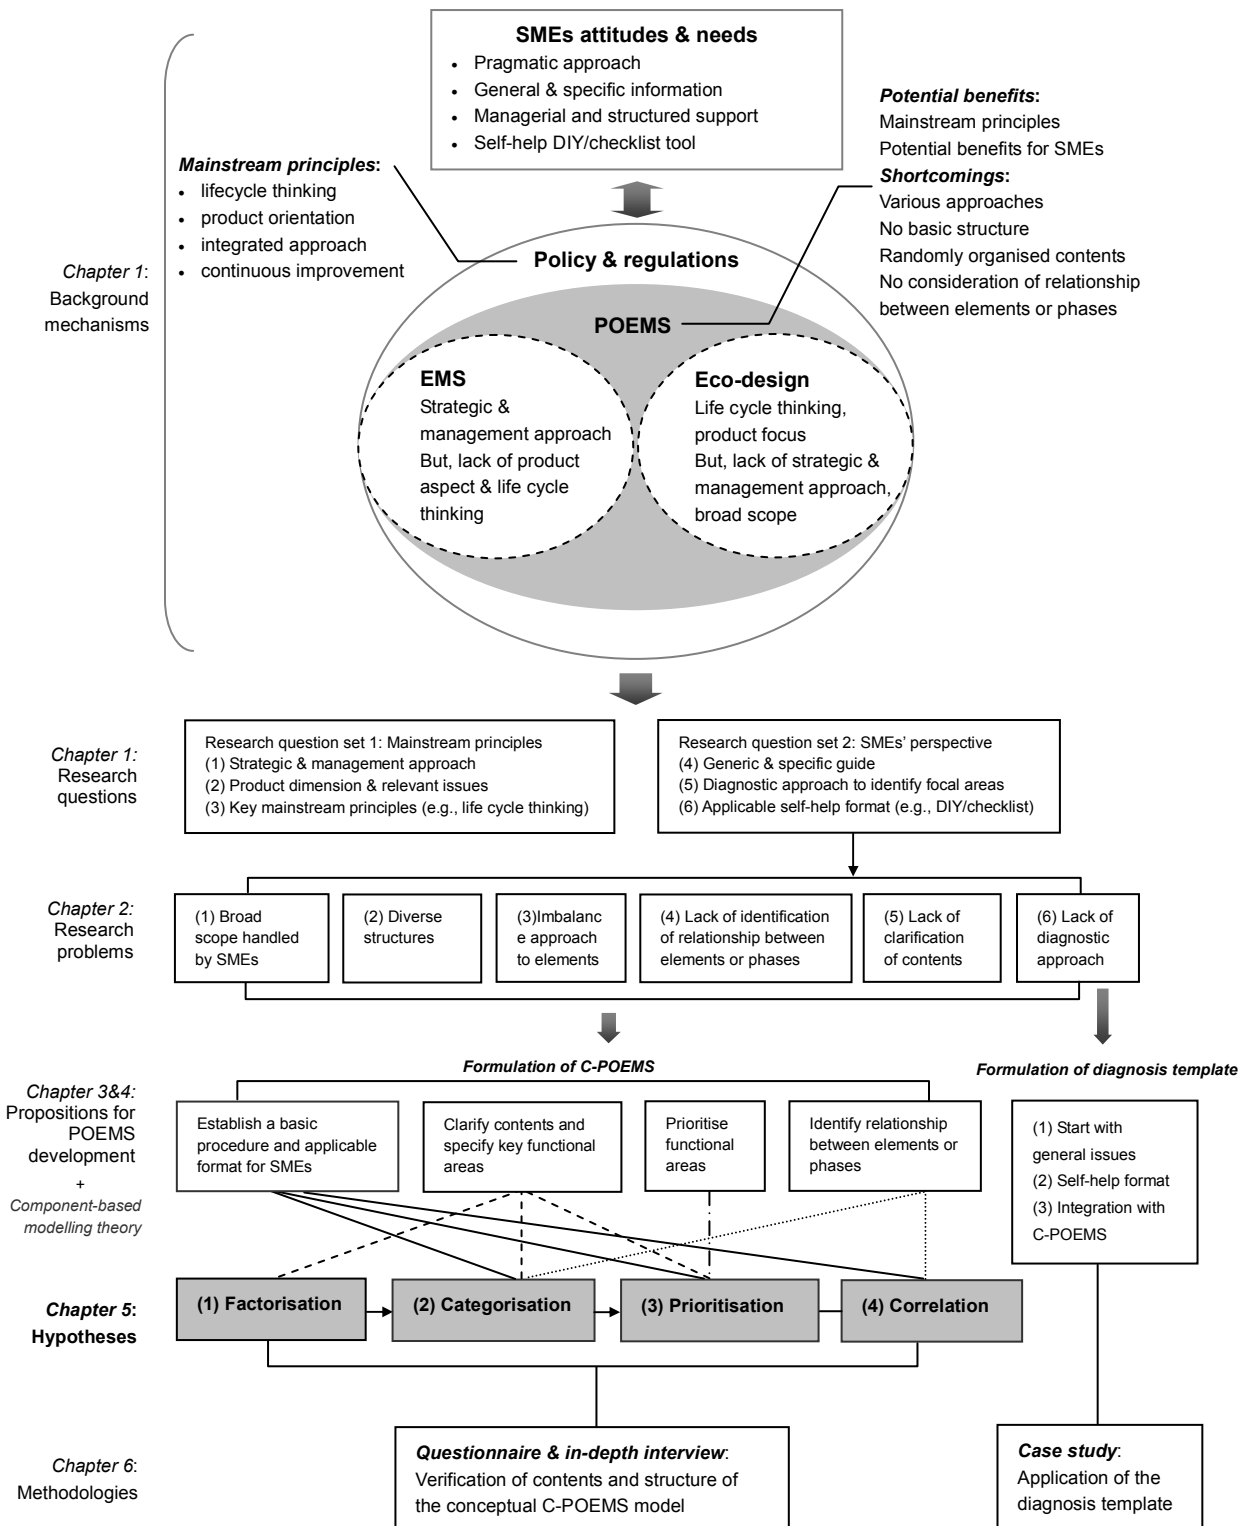 SMEs attitudes & needs
• Pragmatic approach
• General & specific information
• Managerial and structured support
• Self-help DIY/checklist tool
Potential benefits:
Mainstream principles
Potential benefits for SMEs
Shortcomings:
Various approaches
No basic structure
Randomly organised contents
No consideration of relationship
between elements or phases
Mainstream principles:
• lifecycle thinking
• product orientation
• integrated approach
• continuous improvement
Chapter 1:
Background
mechanisms
Policy & regulations
POEMS
EMS
Strategic &
management approach
But, lack of product
aspect & life cycle
thinking
Eco-design
Life cycle thinking,
product focus
But, lack of strategic &
management approach,
broad scope
Chapter 1:
Research
questions
Research question set 1: Mainstream principles
(1) Strategic & management approach
(2) Product dimension & relevant issues
(3) Key mainstream principles (e.g., life cycle thinking)
Research question set 2: SMEs' perspective
(4) Generic & specific guide
(5) Diagnostic approach to identify focal areas
(6) Applicable self-help format (e.g., DIY/checklist)
Chapter 2:
Research
problems
(1) Broad
scope handled
by SMEs
(2) Diverse
structures
(3)Imbalanc
e approach
to elements
(4) Lack of identification
of relationship between
elements or phases
(5) Lack of
clarification
of contents
(6) Lack of
diagnostic
approach
Formulation of C-POEMS
Formulation of diagnosis template
Chapter 3&4:
Propositions for
POEMS
development
+
Component-based
modelling theory
Establish a basic
procedure and applicable
format for SMEs
Clarify contents and
specify key functional
areas
Prioritise
functional
areas
Identify relationship
between elements or
phases
(1) Start with
general issues
(2) Self-help format
(3) Integration with
C-POEMS
Chapter 5:
Hypotheses
(1) Factorisation
(2) Categorisation
(3) Prioritisation
(4) Correlation
Chapter 6:
Methodologies
Questionnaire & in-depth interview:
Verification of contents and structure of
the conceptual C-POEMS model
Case study:
Application of the
diagnosis template